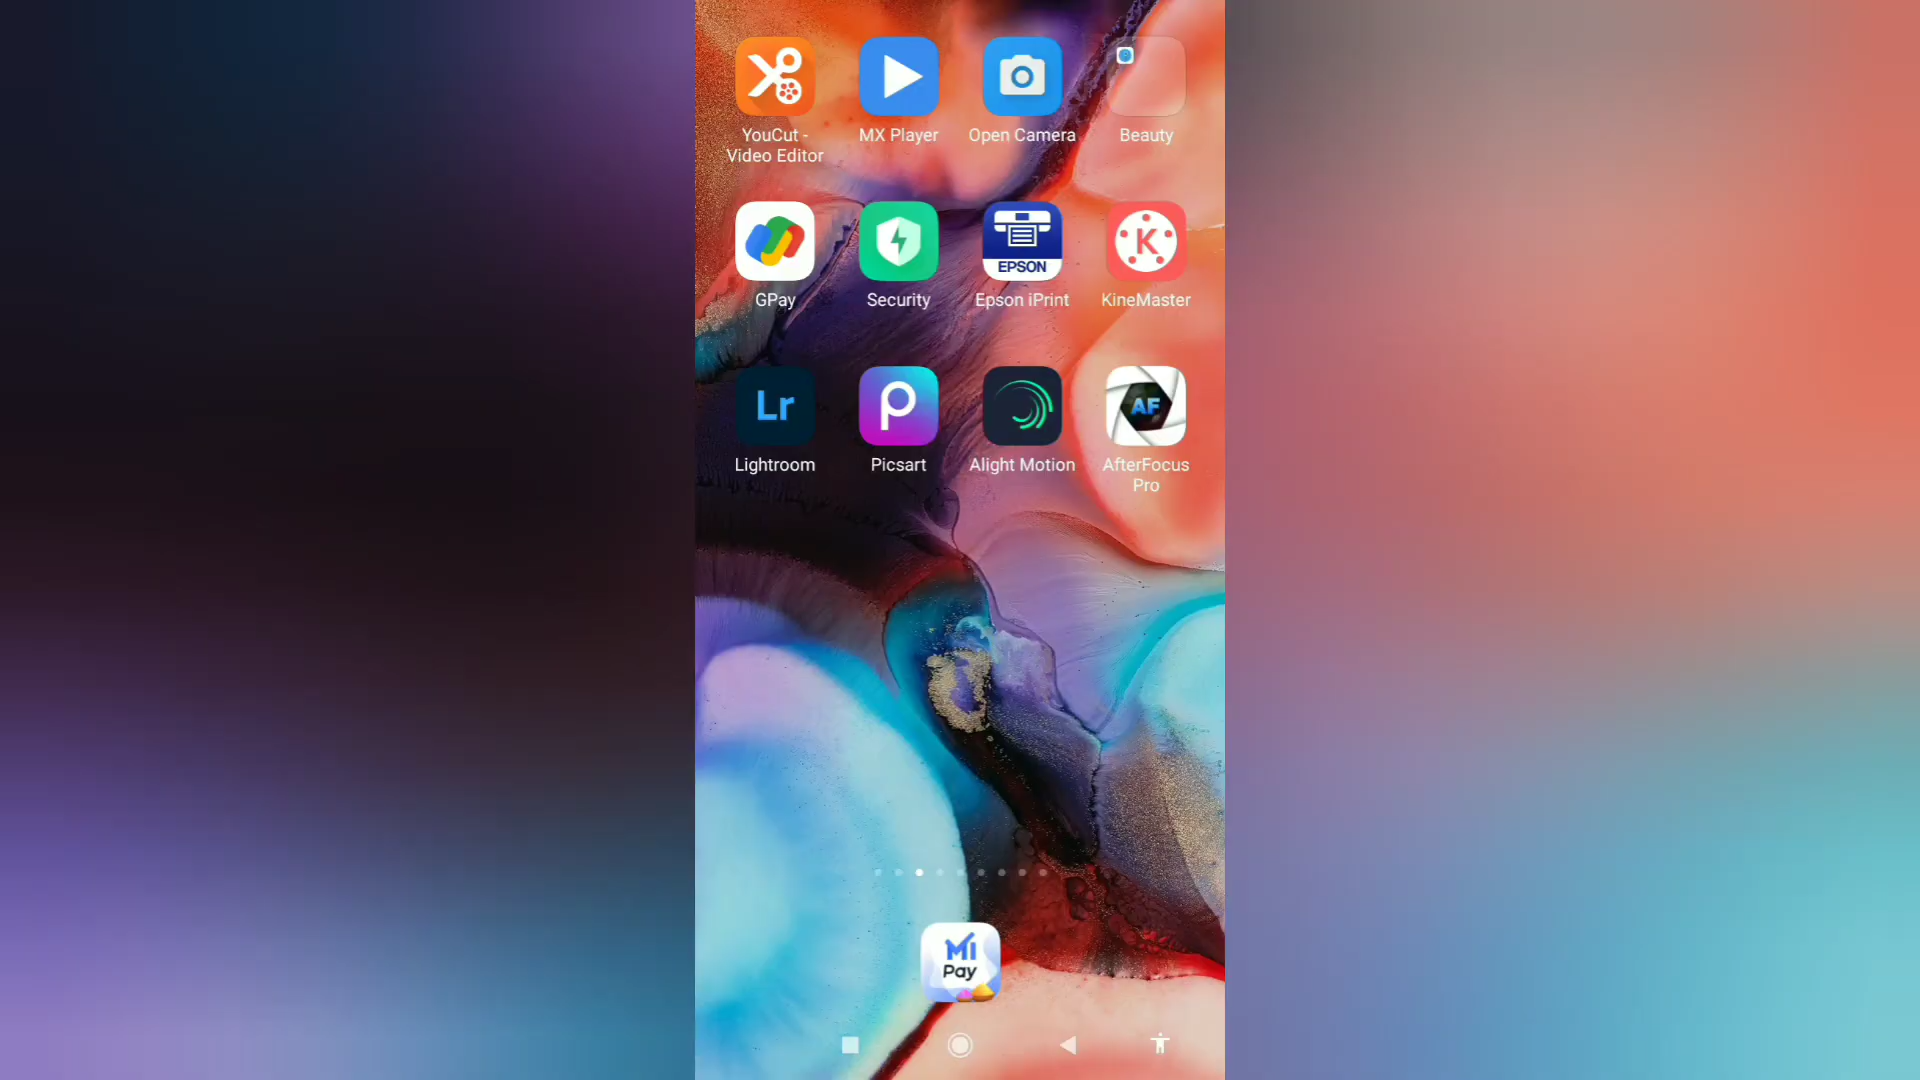 YouCut -
Video Editor
MX Player
Open Camera
Beauty
GPay
Security
EPSON
Epson iPrint
K
KineMaster
Lr
Lightroom
Picsart
Alight Motion
AF
AfterFocus
Pro
MI
Pay